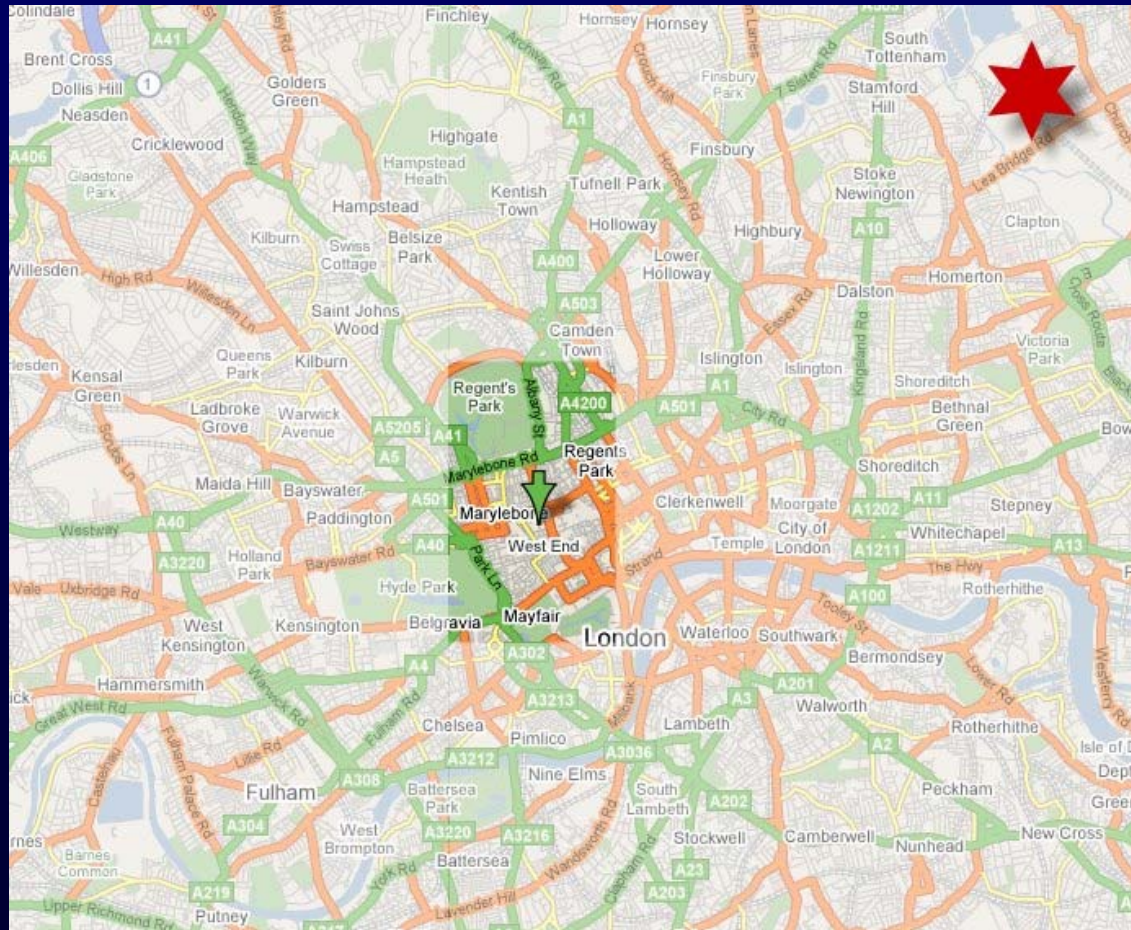 Colindale
A41
Finchley
Hornsey
Hornsey
South
Tottenham
Brent Cross
Dollis Hill
1
Golders
Green
Hendon Way
Archway Rd
Crouch Hill
Finsbury
Park
7 Sisters Rd
Stamford
Hill
Neasden
A1
Highgate
Cricklewood
A406
Hampstead
Heath
Finsbury
Lea Bridge Rd
Gladstone
Park
Kentish
Town
Tufnell Park
Hornsey Rd
Stoke
Newington
Hampstead
Holloway
Highbury
A10
Clapton
Kilburn
Swiss
Cottage
Belsize
Park
Willesden
High Rd
Willesden Ln
A400
Lower
Holloway
Homerton
Dalston
E
Cross Route
A503
Essex Rd
Saint Johns
Wood
Camden
Town
Kingsland Rd
Victoria
Park
Queens
Park
Kilburn
Islington
Islington
Kensal
Green
Regent's
Park
Albany St
A4200
A1
Shoreditch
Bethnal
Green
Ladbroke
Grove
Warwick
Avenue
A5205
A41
A501
City Rd
Scrubs Ln
A5
Marylebone Rd
Regents
Park
Shoreditch
Maida Hill
Bayswater
A501
Marylebone
Clerkenwell
Moorgate
A11
Stepney
Paddington
A1202
Westway
A40
West End
Temple
City of
London
Whitechapel
A40
A1211
A13
A3220
Holland
Park
Bayswater Rd
Park Ln
Strand
The Hwy
Hyde Park
Rotherhithe
Uxbridge Rd
A100
Tooley St
West
Kensington
Kensington
Belgravia
Mayfair
London
Waterloo
Southwark
A302
Bermondsey
Lower Rd
Westferry Rd
Hammersmith
A4
A3213
A3
A201
Great West Rd
Warwick Rd
Walworth
Fulham Rd
Chelsea
Millbank
Lambeth
Rotherhithe
Pimlico
A3036
A2
Lillie Rd
A3212
Castelnau
Fulham Palace Rd
A308
Nine Elms
South
Lambeth
Peckham
Fulham
Battersea
Park
A202
A304
West
Brompton
A3220
A3216
Wandsworth Rd
Stockwell
Camberwell
New Cross
Nunhead
Barnes
Common
Battersea
A23
Clapham Rd
A219
York Rd
A203
Lavender Hill
Upper Richmond Rd
Putney